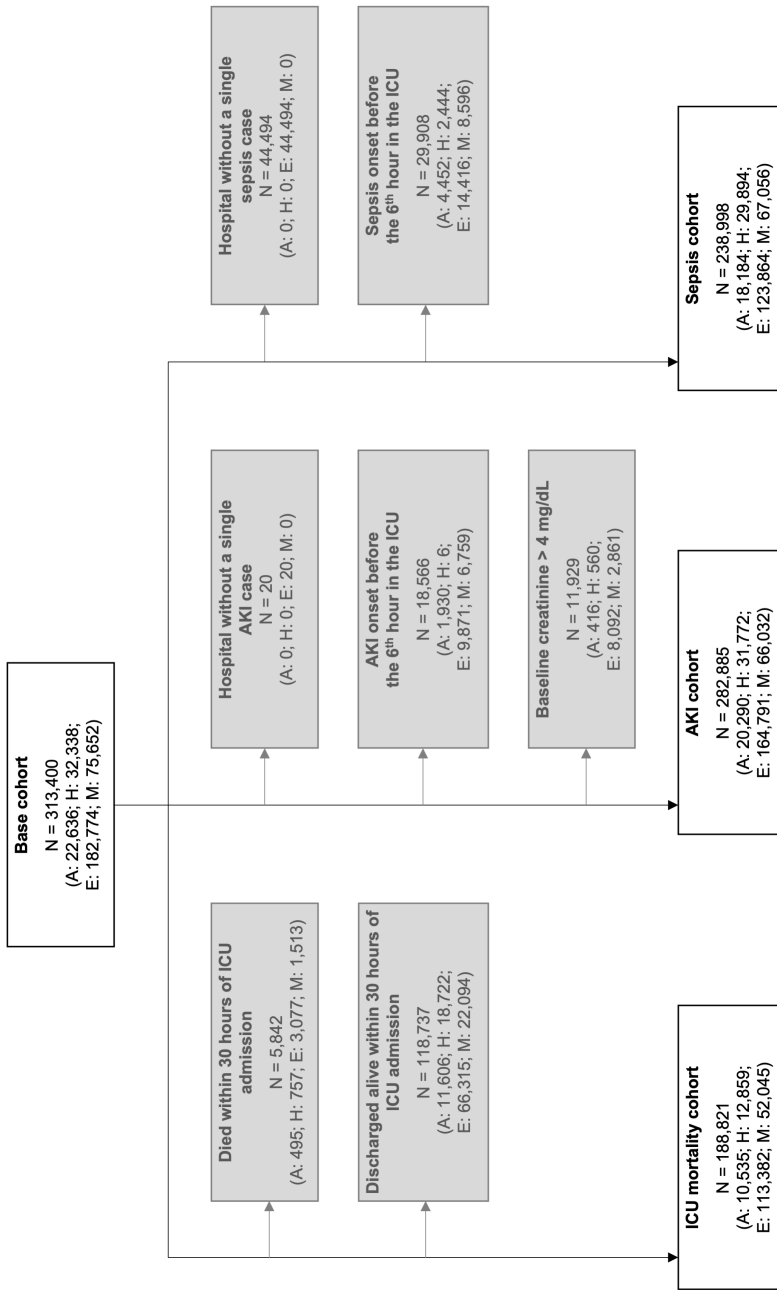 Base cohort
N = 313,400
(A: 22,636; H: 32,338;
E: 182,774; M: 75,652)
Died within 30 hours of ICU
admission
N = 5,842
(A: 495; H: 757; E: 3,077; M: 1,513)
Discharged alive within 30 hours of
ICU admission
N = 118,737
(A: 11,606; H: 18,722;
E: 66,315; M: 22,094)
ICU mortality cohort
N = 188,821
(A: 10,535; H: 12,859;
E: 113,382; M: 52,045)
Hospital without a single
AKI case
N = 20
(A: 0; H: 0; E: 20; M: 0)
AKI onset before
the 6th hour in the ICU
N = 18,566
(A: 1,930; H: 6;
E: 9,871; M: 6,759)
Baseline creatinine > 4 mg/dL
N = 11,929
(A: 416; H: 560;
E: 8,092; M: 2,861)
AKI cohort
N = 282,885
(A: 20,290; H: 31,772;
E: 164,791; M: 66,032)
Hospital without a single
sepsis case
N = 44,494
(A: 0; H: 0; E: 44,494; M: 0)
Sepsis onset before
the 6th hour in the ICU
N = 29,908
(A: 4,452; H: 2,444;
E: 14,416; M: 8,596)
Sepsis cohort
N = 238,998
(A: 18,184; H: 29,894;
E: 123,864; M: 67,056)